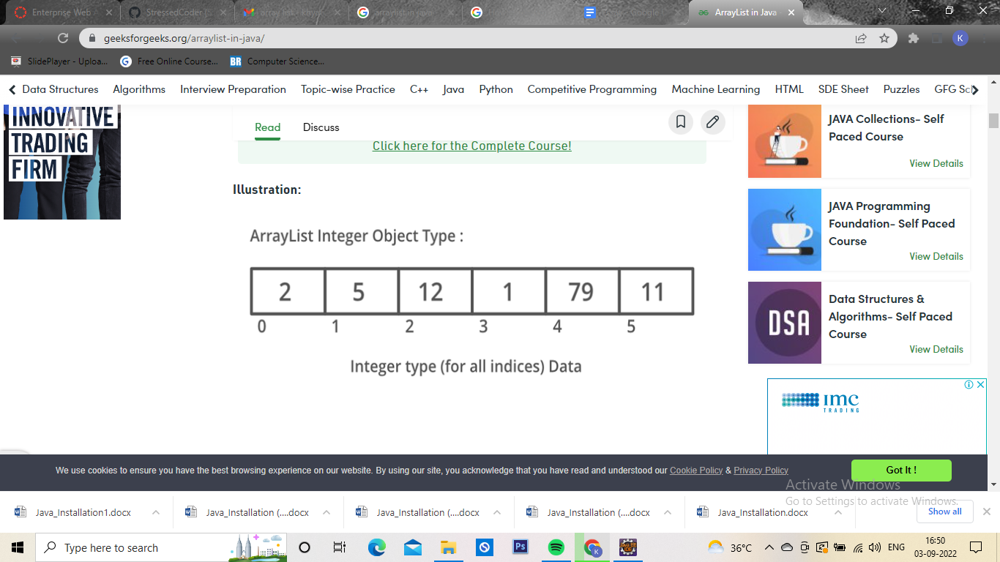 Enterprise Web A
StressedCoder (S
array list - khyat
arraylist in java
Google
ArrayList in Java
geeksforgeeks.org/arraylist-in-java/
K
SlidePlayer - Uploa...
Free Online Course...
BR Computer Science...
Data Structures Algorithms Interview Preparation Topic-wise Practice C++ Java Python Competitive Programming Machine Learning HTML SDE Sheet Puzzles GFG Sch
INNOVATIVE
TRADING
FIRM
Read Discuss
Click here for the Complete Course!
Illustration:
ArrayList Integer Object Type :
2 5 12 1 79 11
0 1 2 3 4 5
Integer type (for all indices) Data
JAVA Collections- Self
Paced Course
View Details
JAVA Programming
Foundation- Self Paced
Course
View Details
DSA
Data Structures &
Algorithms- Self Paced
Course
View Details
imc
TRADING
We use cookies to ensure you have the best browsing experience on our website. By using our site, you acknowledge that you have read and understood our Cookie Policy & Privacy Policy
Got It !
Activate Windows
Go to Settings to activate Windows.
Java_Installation1.docx
Java_Installation (....docx
Java_Installation (....docx
Java_Installation (....docx
Java_Installation.docx
Show all
Type here to search
Ps
K
36°C
ENG
16:50
03-09-2022